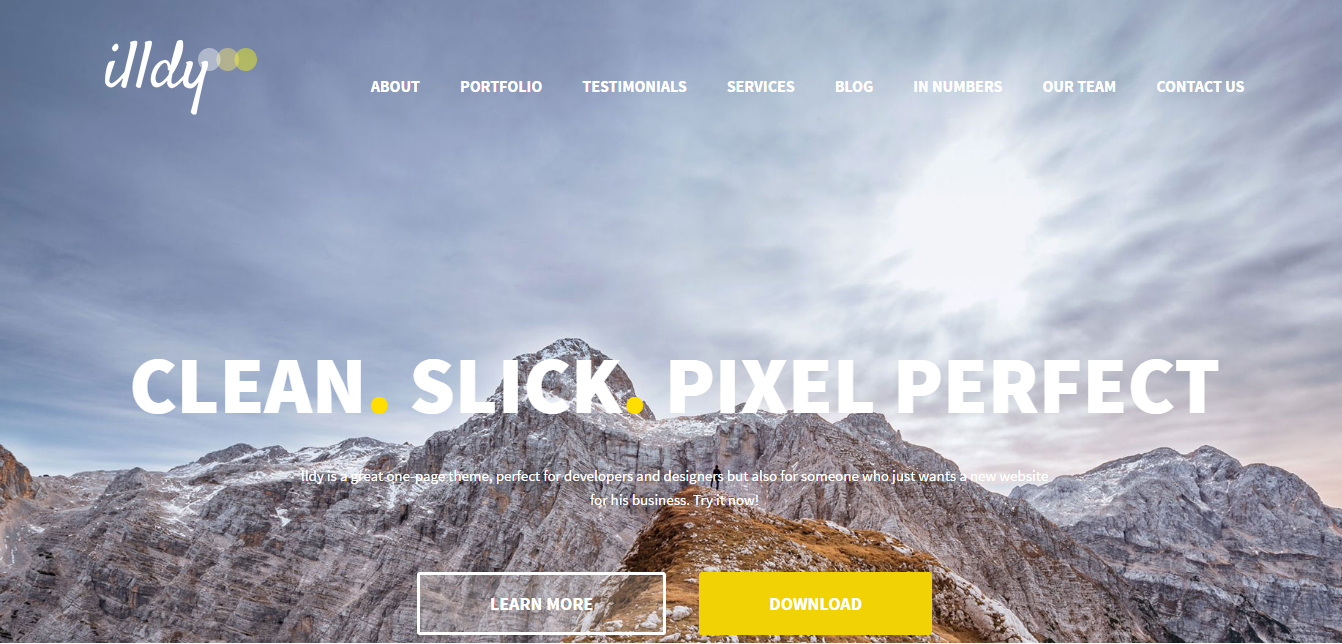 illdy
ABOUT PORTFOLIO TESTIMONIALS SERVICES BLOG IN NUMBERS OUR TEAM CONTACT US
CLEAN. SLICK. PIXEL PERFECT
Illdy is a great one-page theme, perfect for developers and designers but also for someone who just wants a new website
for his business. Try it now!
LEARN MORE DOWNLOAD